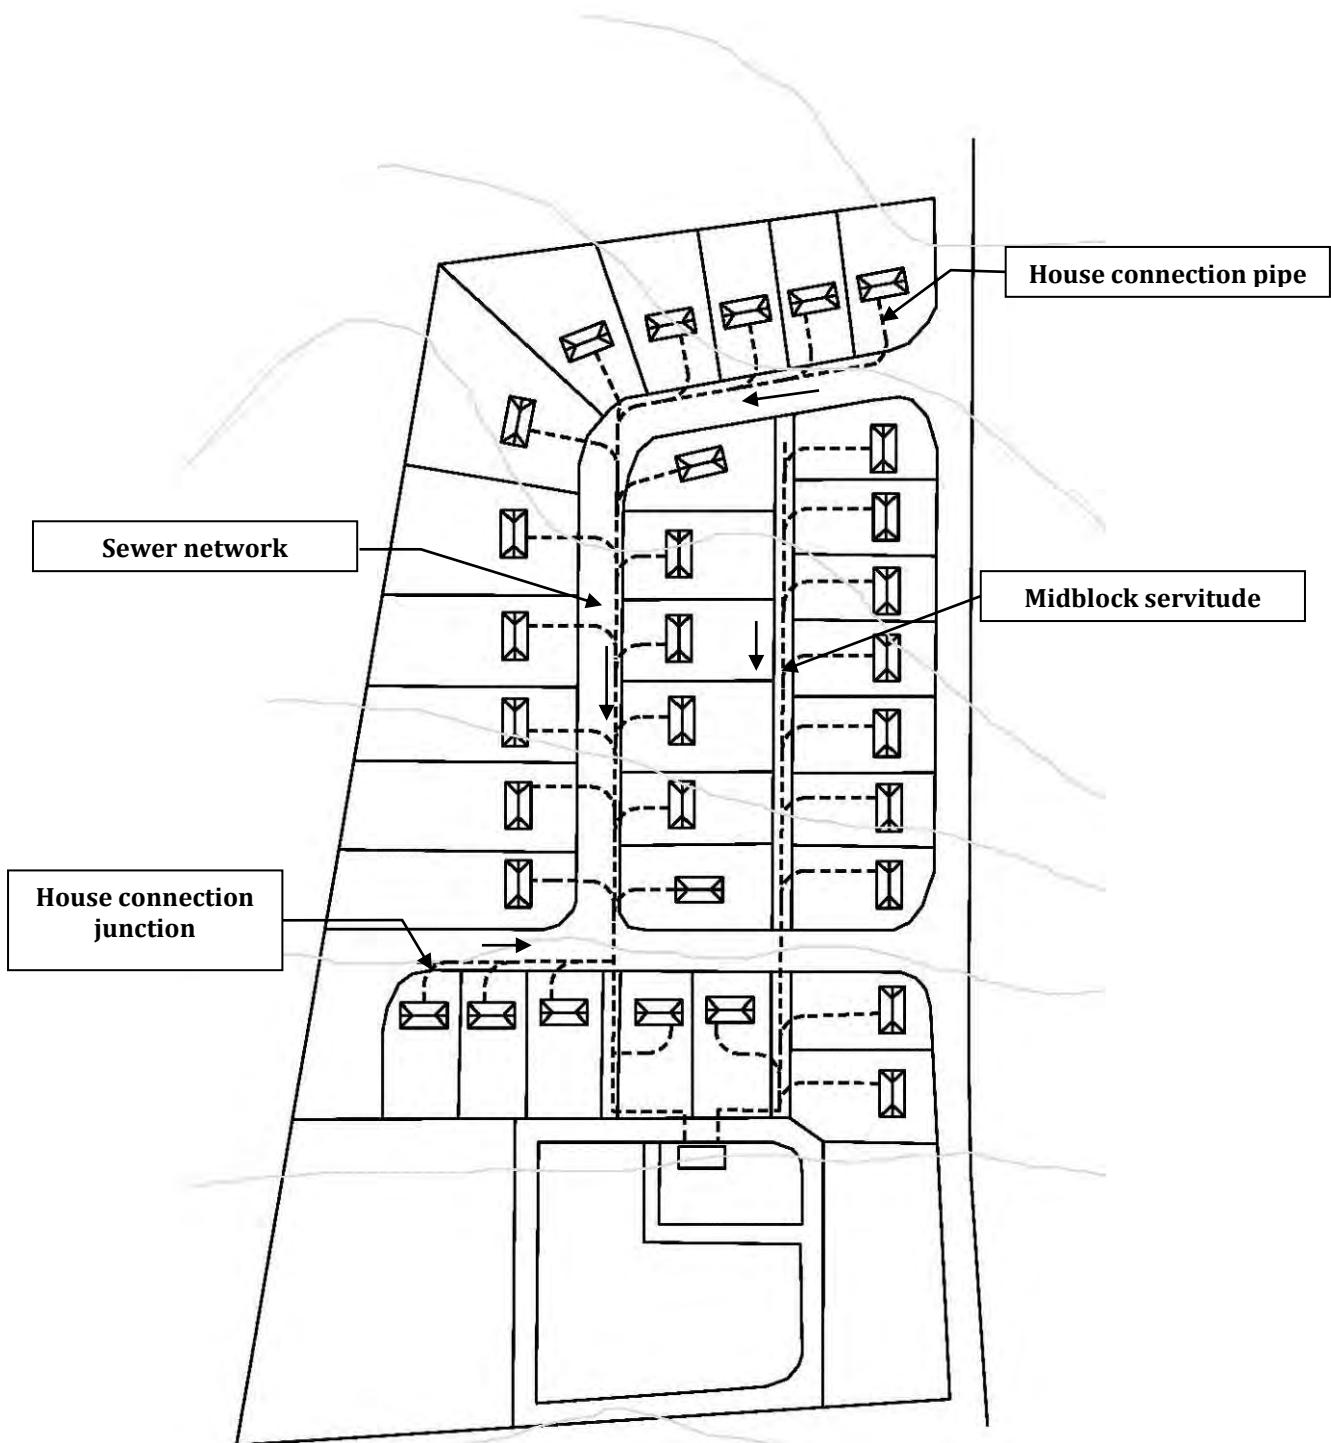 House connection pipe
Sewer network
Midblock servitude
House connection
junction